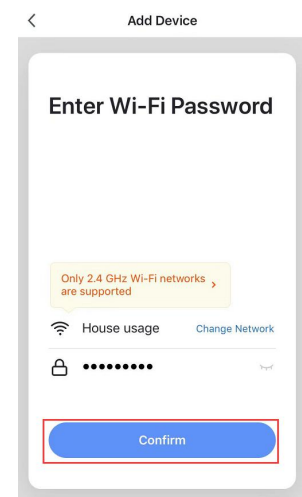 Add Device
Enter Wi-Fi Password
Only 2.4 GHz Wi-Fi networks
are supported
House usage
Change Network
•••••••••
Confirm